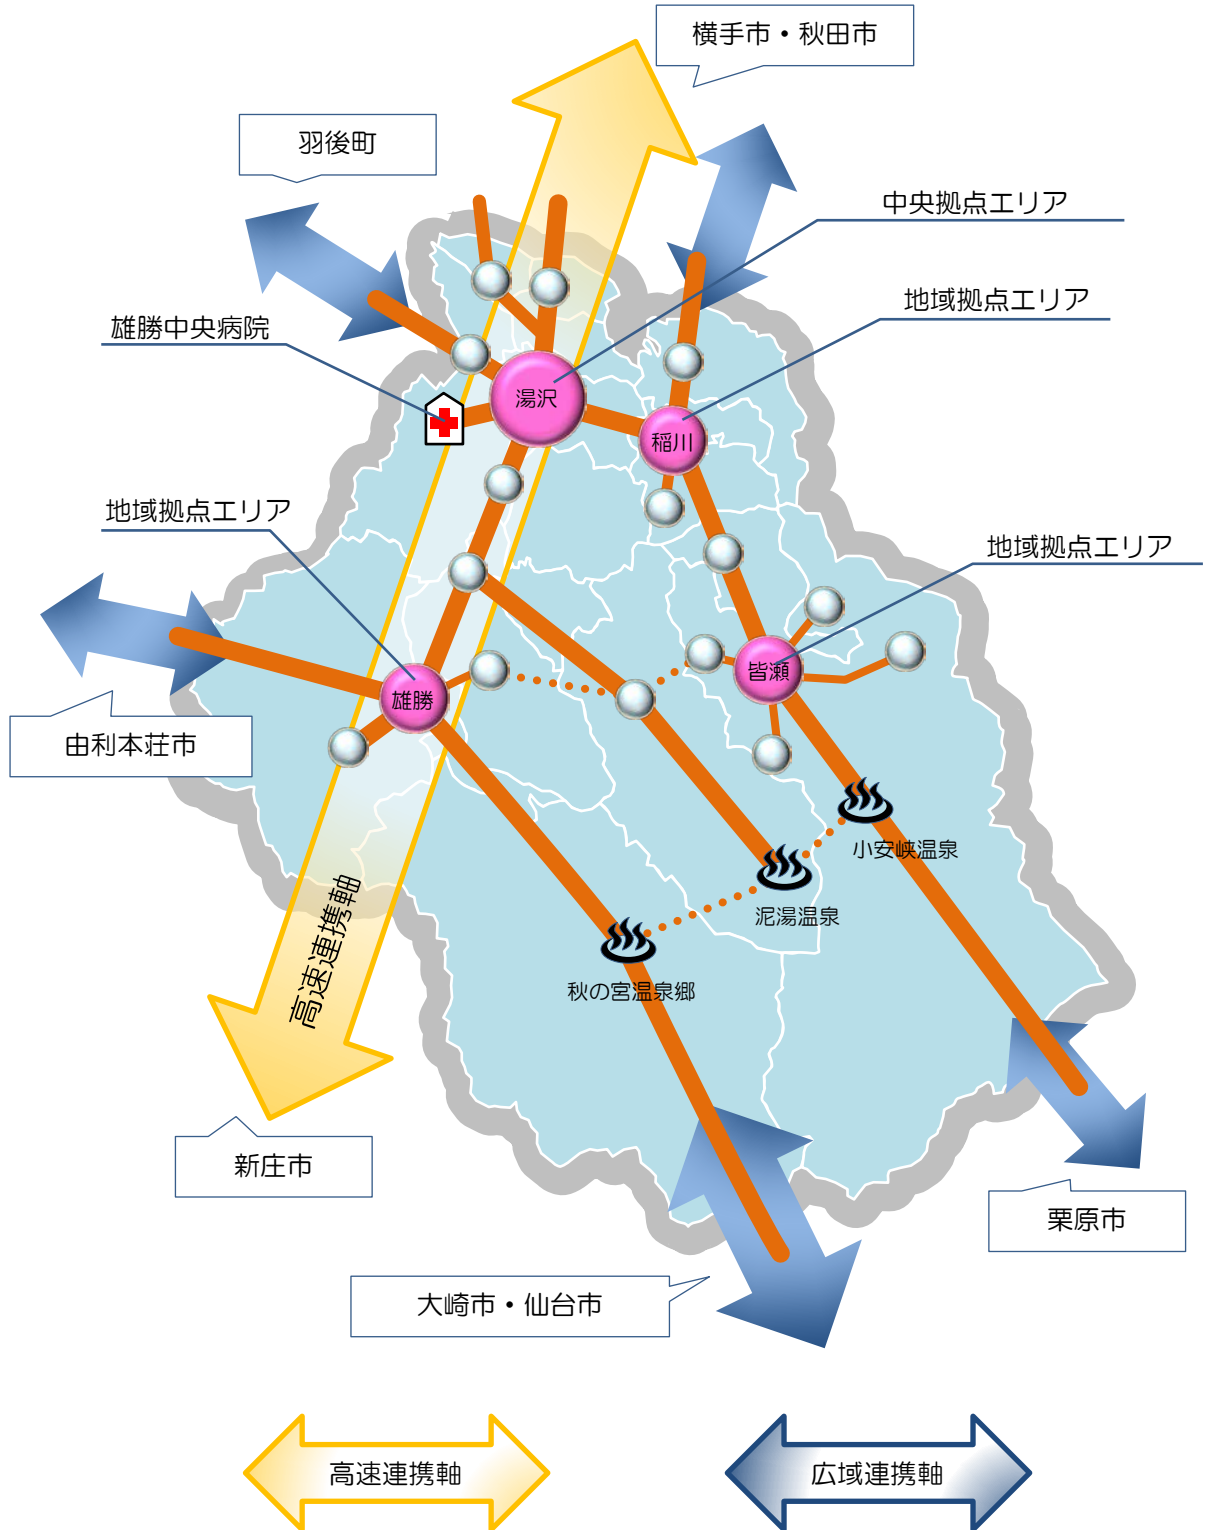 横手市・秋田市
羽後町
中央拠点エリア
地域拠点エリア
雄勝中央病院
湯沢
稲川
地域拠点エリア
地域拠点エリア
皆瀬
雄勝
由利本荘市
小安峡温泉
高速連携軸
泥湯温泉
秋の宮温泉郷
新庄市
栗原市
大崎市・仙台市
高速連携軸
広域連携軸